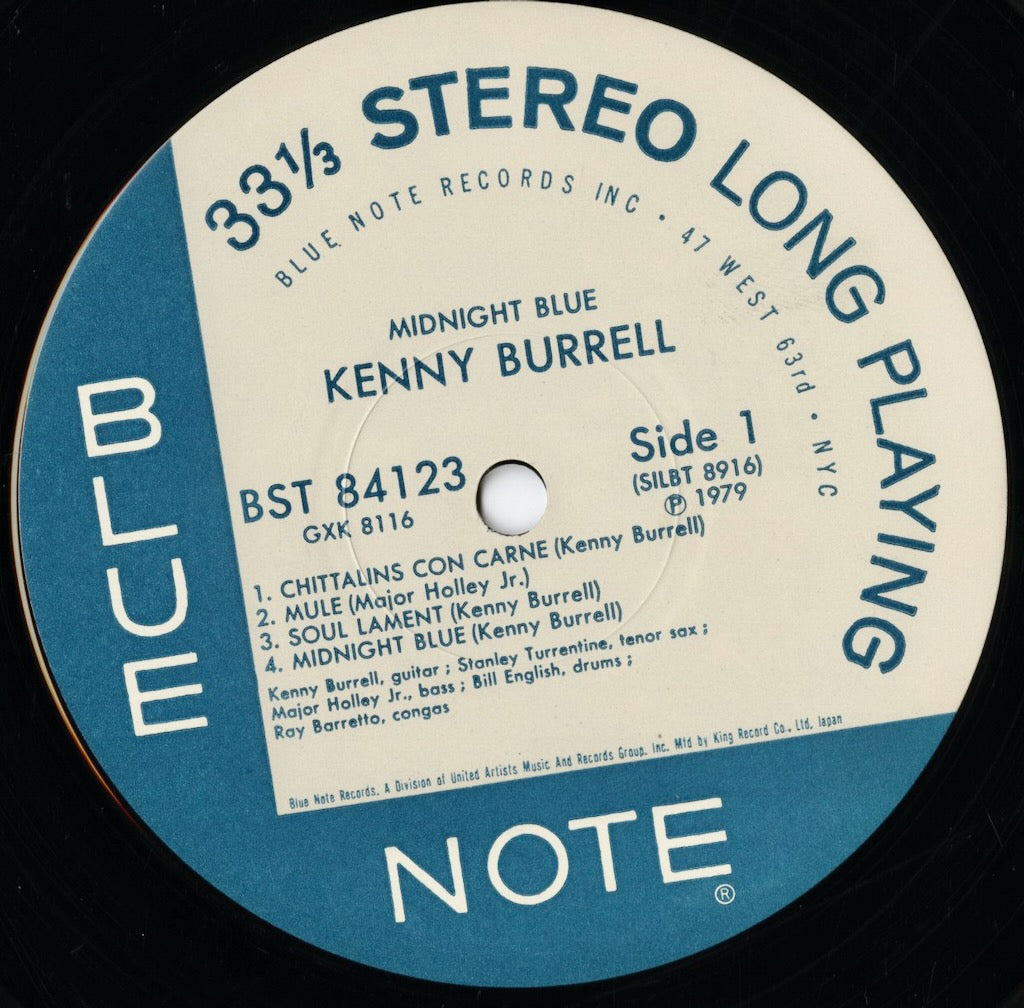 33⅓ STEREO LONG PLAYING
BLUE NOTE RECORDS INC • 47 WEST 63rd • NYC
MIDNIGHT BLUE
KENNY BURRELL
Side 1
BST 84123
(SILBT 8916)
GXK 8116
℗ 1979
1. CHITTALINS CON CARNE (Kenny Burrell)
2. MULE (Major Holley Jr.)
3. SOUL LAMENT (Kenny Burrell)
4. MIDNIGHT BLUE (Kenny Burrell)
Kenny Burrell, guitar ; Stanley Turrentine, tenor sax ;
Major Holley Jr., bass ; Bill English, drums ;
Ray Barretto, congas
Blue Note Records. A Division of United Artists Music And Records Group, Inc. Mfd by King Record Co., Ltd, Japan
BLUE
NOTE ®